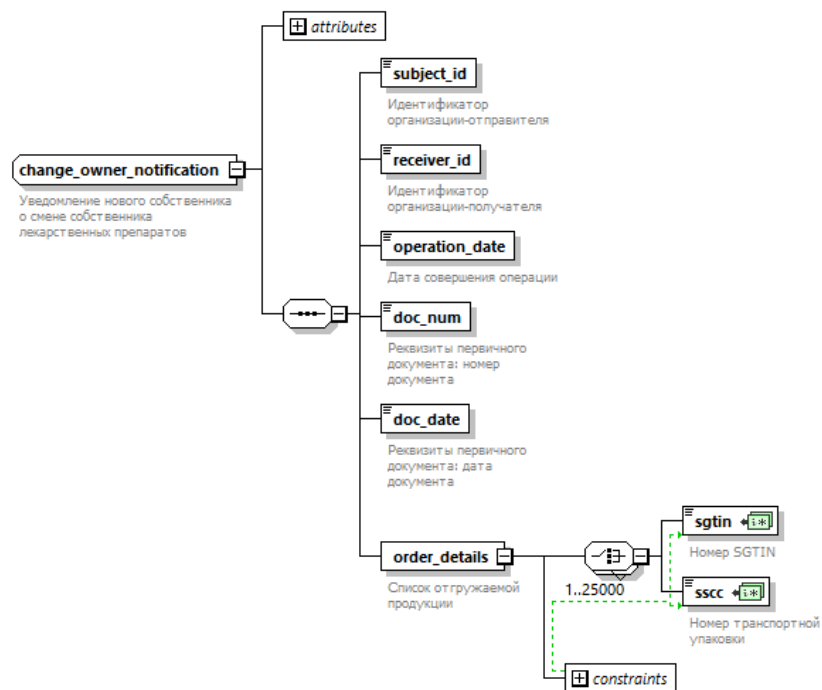 attributes
subject_id
Идентификатор
организации-отправителя
change_owner_notification
Уведомление нового собственника
о смене собственника
лекарственных препаратов
receiver_id
Идентификатор
организации-получателя
operation_date
Дата совершения операции
doc_num
Реквизиты первичного
документа: номер
документа
doc_date
Реквизиты первичного
документа: дата
документа
order_details
Список отгружаемой
продукции
1..25000
sgtin
Номер SGTIN
sscc
Номер транспортной
упаковки
constraints